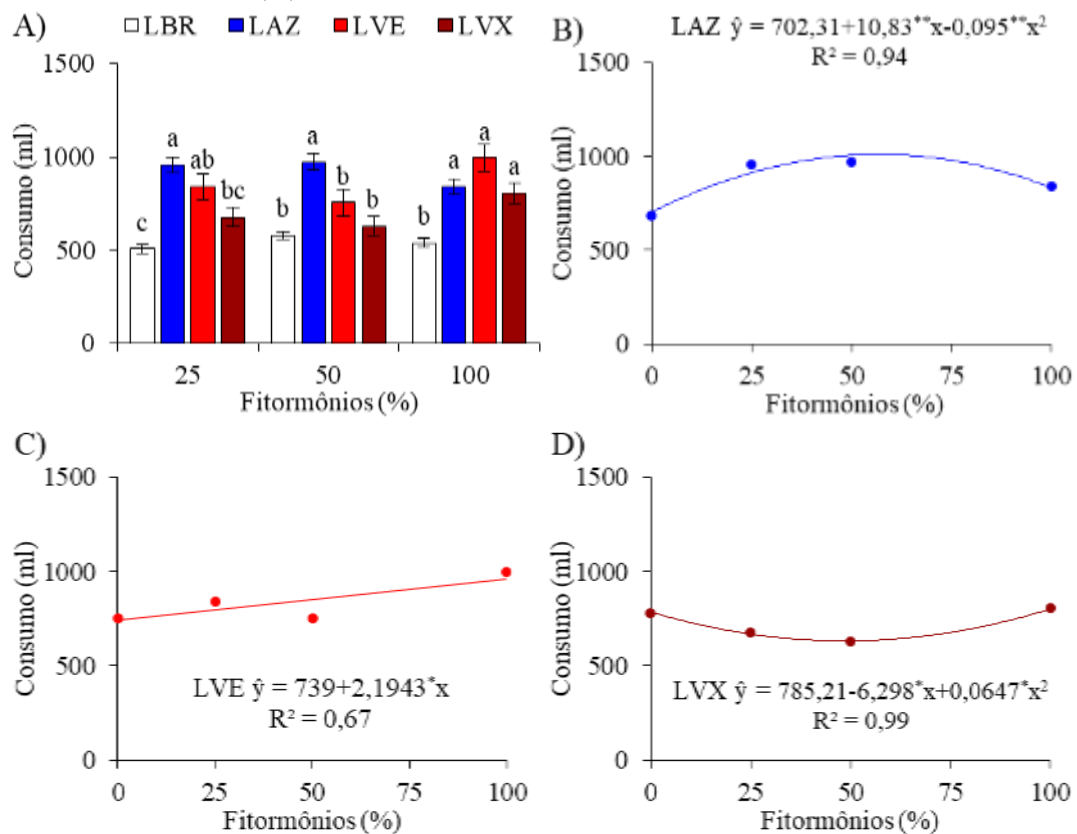 A) LBR LAZ LVE LVX
1500
1000
500
0
Consumo (ml)
c a ab bc
b a b b
b a a a
25 50 100
Fitormônios (%)
B) LAZ ŷ = 702,31+10,83**x-0,095**x²
R² = 0,94
1500
1000
500
0
Consumo (ml)
0 25 50 75 100
Fitormônios (%)
C)
1500
1000
500
0
Consumo (ml)
LVE ŷ = 739+2,1943*x
R² = 0,67
0 25 50 75 100
Fitormônios (%)
D)
1500
1000
500
0
Consumo (ml)
LVX ŷ = 785,21-6,298*x+0,0647*x²
R² = 0,99
0 25 50 75 100
Fitormônios (%)